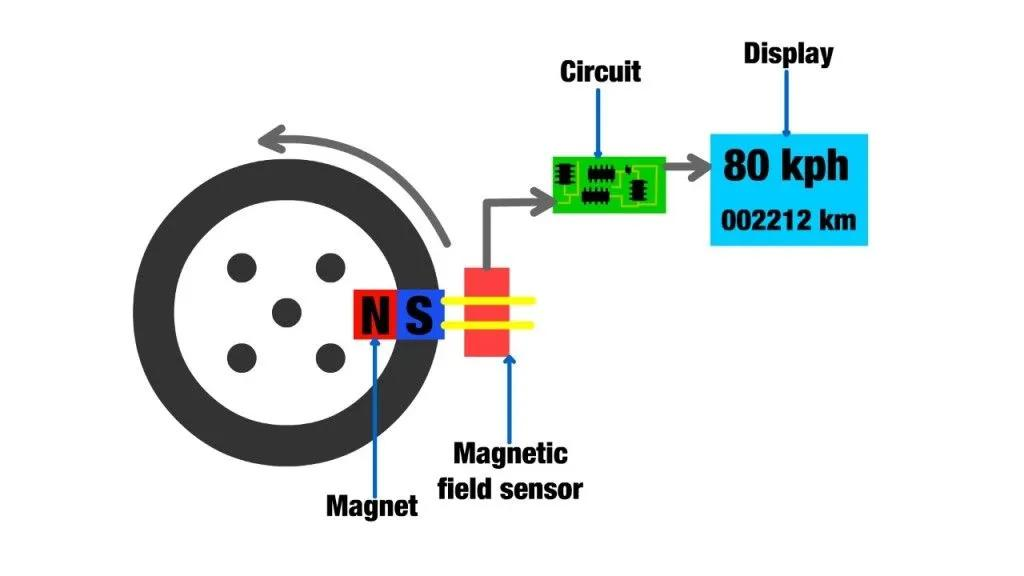 Display
Circuit
80 kph
002212 km
N S
Magnetic
field sensor
Magnet